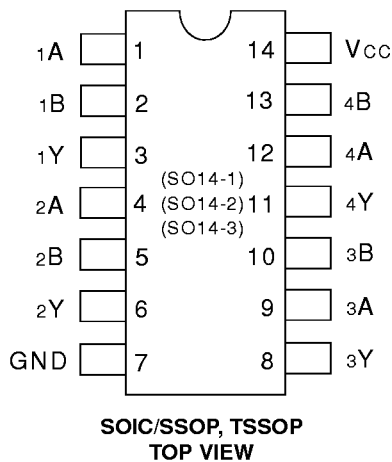 1A 1 14 VCC
1B 2 13 4B
1Y 3 12 4A
(SO14-1)
2A 4 (SO14-2) 11 4Y
(SO14-3)
2B 5 10 3B
2Y 6 9 3A
GND 7 8 3Y
SOIC/SSOP, TSSOP
TOP VIEW